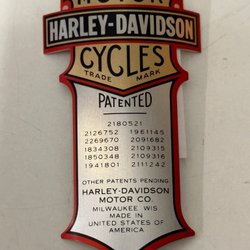 MOTOR
HARLEY-DAVIDSON
CYCLES
TRADE MARK
PATENTED
2180521
2126752 1961145
2269670 2091682
1834308 2109315
1850348 2109316
1941801 2111242
OTHER PATENTS PENDING
HARLEY-DAVIDSON
MOTOR CO.
MILWAUKEE WIS
MADE IN
UNITED STATES OF
AMERICA